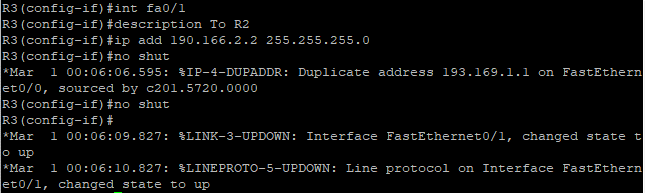 R3(config-if)#int fa0/1
R3(config-if)#description To R2
R3(config-if)#ip add 190.166.2.2 255.255.255.0
R3(config-if)#no shut
*Mar  1 00:06:06.595: %IP-4-DUPADDR: Duplicate address 193.169.1.1 on FastEthern
et0/0, sourced by c201.5720.0000
R3(config-if)#no shut
R3(config-if)#
*Mar  1 00:06:09.827: %LINK-3-UPDOWN: Interface FastEthernet0/1, changed state t
o up
*Mar  1 00:06:10.827: %LINEPROTO-5-UPDOWN: Line protocol on Interface FastEthern
et0/1, changed state to up